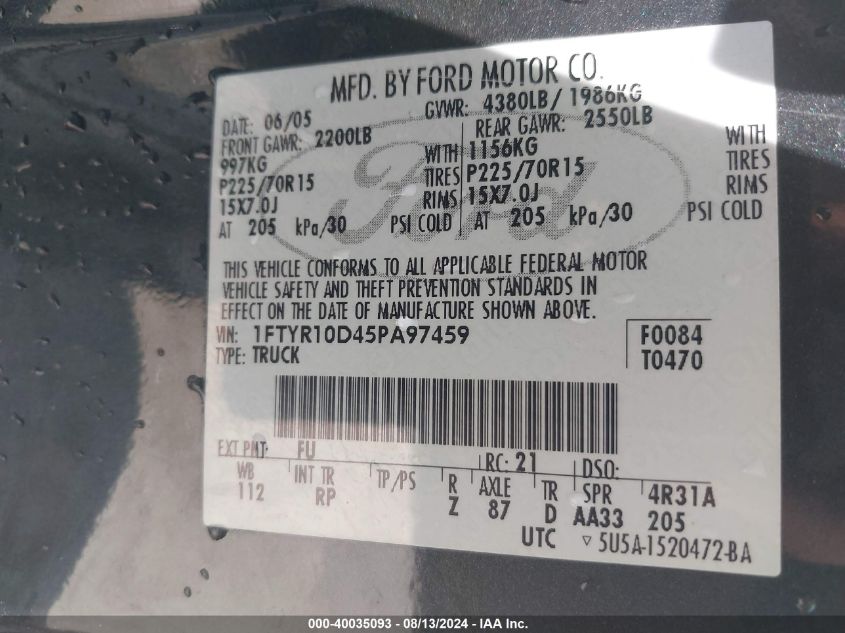 MFD. BY FORD MOTOR CO.
DATE: 06/05 GVWR: 4380LB/ 1986KG
FRONT GAWR: 2200LB REAR GAWR: 2550LB
997KG WITH 1156KG WITH
P225/70R15 TIRES P225/70R15 TIRES
15X7.0J RIMS 15X7.0J RIMS
AT 205 kPa/30 PSI COLD AT 205 kPa/30 PSI COLD
Ford
THIS VEHICLE CONFORMS TO ALL APPLICABLE FEDERAL MOTOR
VEHICLE SAFETY AND THEFT PREVENTION STANDARDS IN
EFFECT ON THE DATE OF MANUFACTURE SHOWN ABOVE.
VIN: 1FTYR10D45PA97459 F0084
TYPE: TRUCK T0470
EXT PNT: FU RC: 21 DSO:
WB INT TR TP/PS R AXLE TR SPR 4R31A
112 RP Z 87 D AA33 205
UTC ▿ 5U5A-1520472-BA
000-40035093 - 08/13/2024 - IAA Inc.